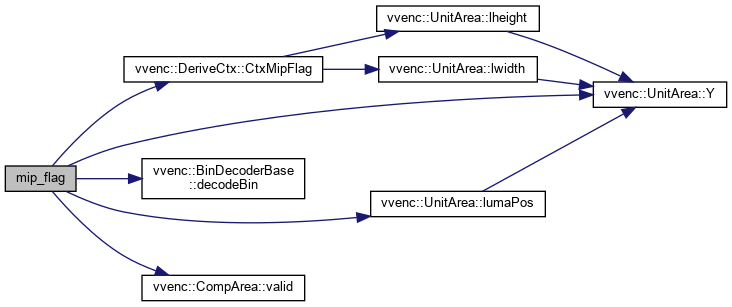 vvenc::UnitArea::lheight
vvenc::DeriveCtx::CtxMipFlag
vvenc::UnitArea::lwidth
vvenc::UnitArea::Y
mip_flag
vvenc::BinDecoderBase
::decodeBin
vvenc::UnitArea::lumaPos
vvenc::CompArea::valid